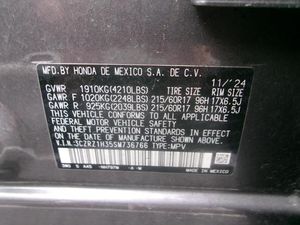 MFD.BY HONDA DE MEXICO S.A. DE C.V.
11/'24
GVWR 1910KG(4210LBS) TIRE SIZE RIM SIZE
GAWR F 1020KG(2248LBS) 215/60R17 96H 17X6.5J
GAWR R 925KG(2039LBS) 215/60R17 96H 17X6.5J
THIS VEHICLE CONFORMS TO ALL APPLICABLE
FEDERAL MOTOR VEHICLE SAFETY AND BUMPER
STANDARDS IN EFFECT ON THE DATE OF
MANUFACTURE SHOWN ABOVE.
V.I.N.:3CZRZ1H35SM736766 TYPE:MPV
MADE IN MEXICO